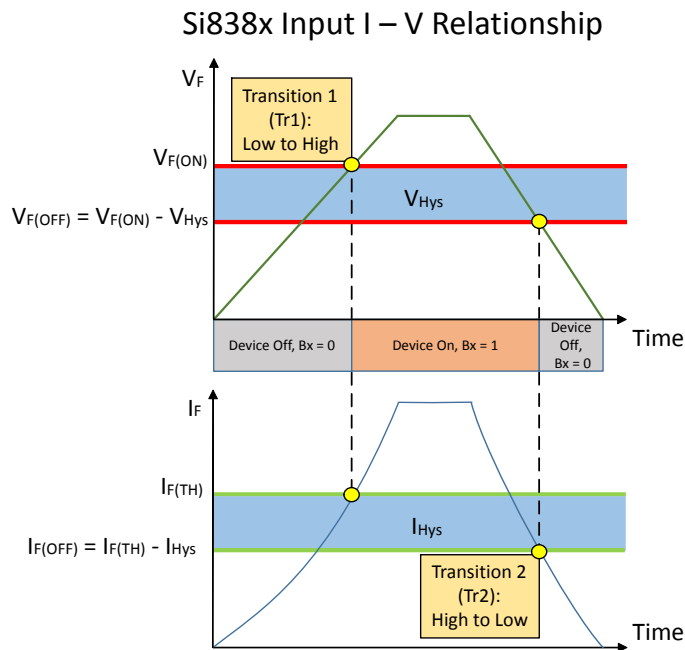 Si838x Input I – V Relationship
VF
Transition 1
(Tr1):
Low to High
VF(ON)
VHys
VF(OFF) = VF(ON) - VHys
Time
Device Off, Bx = 0
Device On, Bx = 1
Device
Off,
Bx = 0
IF
IF(TH)
IHys
IF(OFF) = IF(TH) - IHys
Transition 2
(Tr2):
High to Low
Time